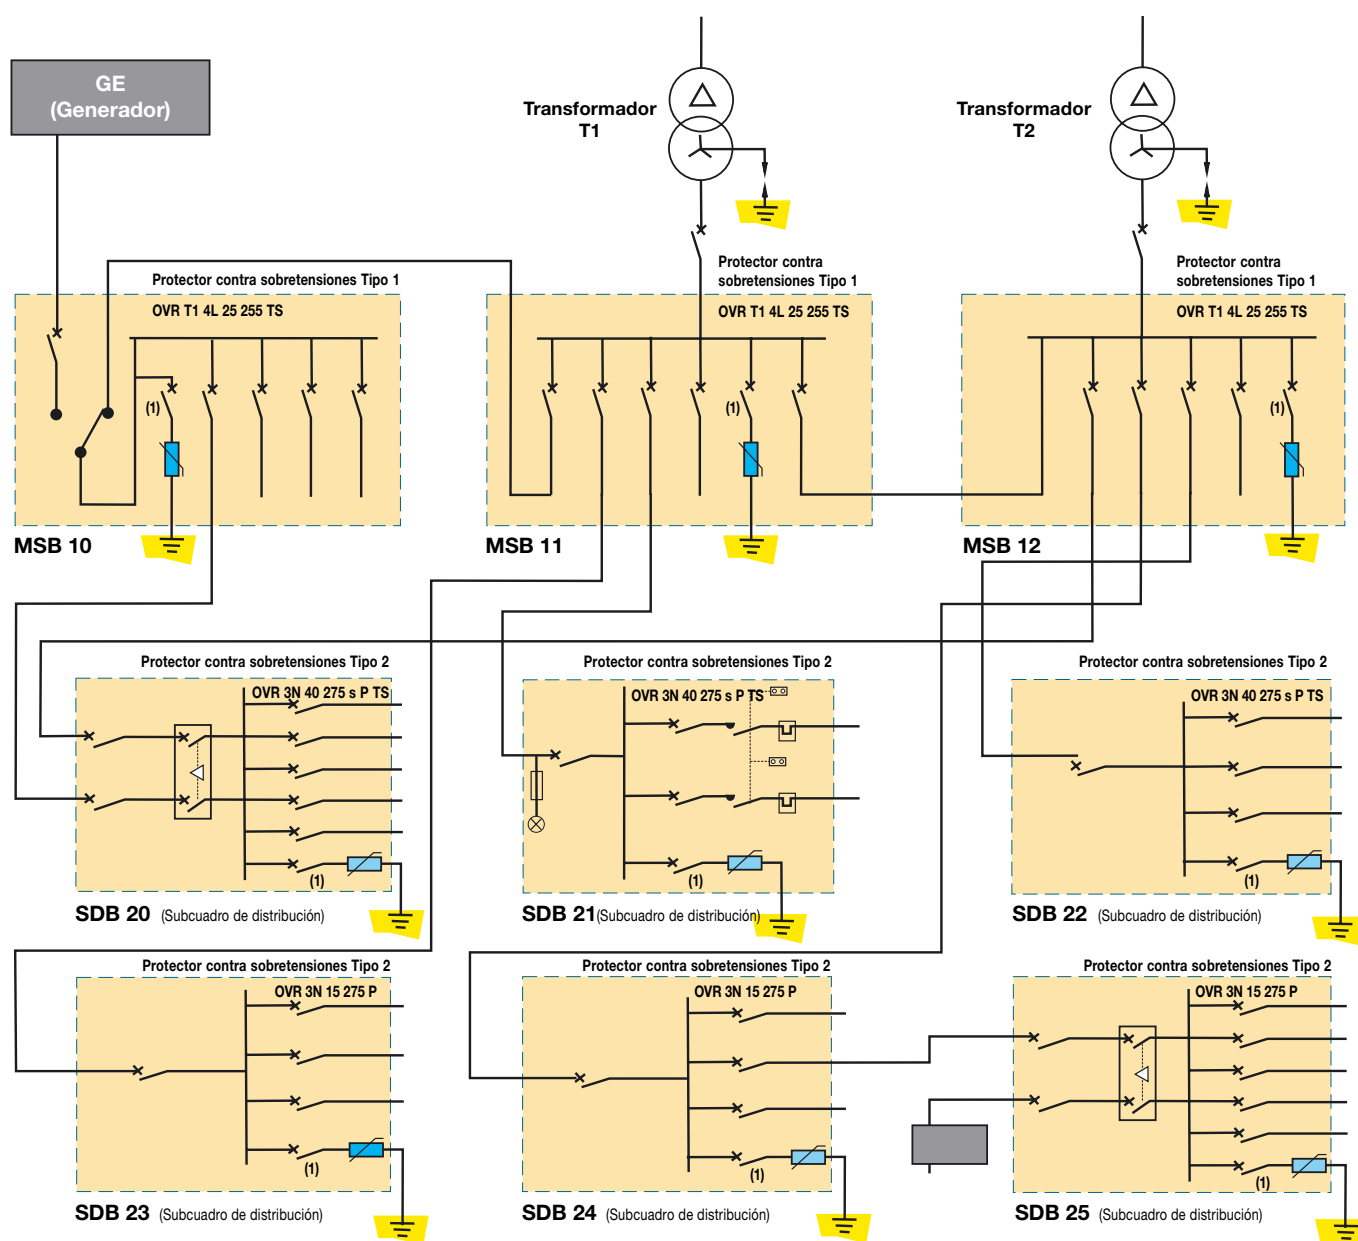 GE
(Generador)
Transformador
T1
Transformador
T2
Protector contra sobretensiones Tipo 1
Protector contra
sobretensiones Tipo 1
Protector contra
sobretensiones Tipo 1
OVR T1 4L 25 255 TS
OVR T1 4L 25 255 TS
OVR T1 4L 25 255 TS
(1)
(1)
(1)
MSB 10
MSB 11
MSB 12
Protector contra sobretensiones Tipo 2
Protector contra sobretensiones Tipo 2
Protector contra sobretensiones Tipo 2
OVR 3N 40 275 s P TS
OVR 3N 40 275 s P TS
OVR 3N 40 275 s P TS
(1)
(1)
(1)
SDB 20 (Subcuadro de distribución)
SDB 21 (Subcuadro de distribución)
SDB 22 (Subcuadro de distribución)
Protector contra sobretensiones Tipo 2
Protector contra sobretensiones Tipo 2
Protector contra sobretensiones Tipo 2
OVR 3N 15 275 P
OVR 3N 15 275 P
OVR 3N 15 275 P
(1)
(1)
(1)
SDB 23 (Subcuadro de distribución)
SDB 24 (Subcuadro de distribución)
SDB 25 (Subcuadro de distribución)